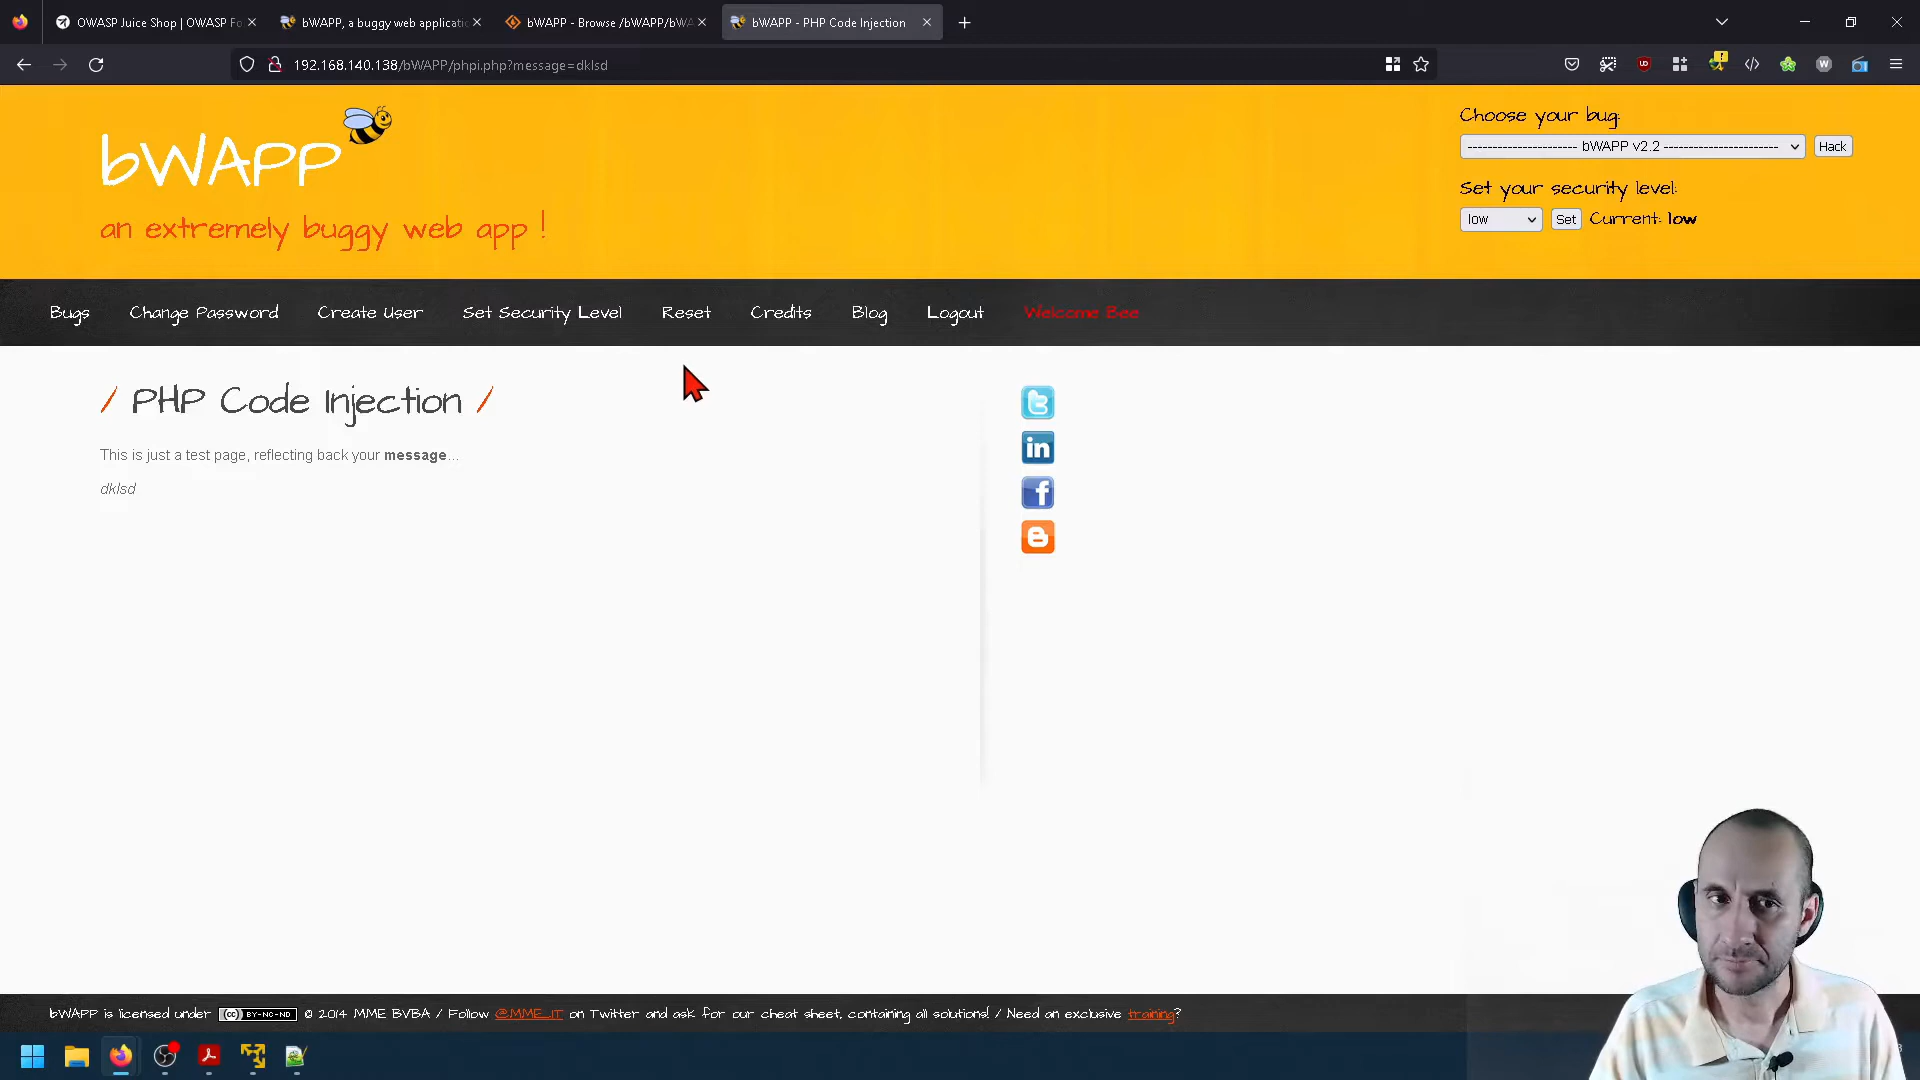 OWASP Juice Shop | OWASP Fo
bWAPP, a buggy web applicatio
bWAPP - Browse /bWAPP/bWA
bWAPP - PHP Code Injection
192.168.140.138/bWAPP/phpi.php?message=dklsd
bWAPP
an extremely buggy web app !
Choose your bug:
---------------------- bWAPP v2.2 ----------------------- Hack
Set your security level:
low Set Current: low
Bugs Change Password Create User Set Security Level Reset Credits Blog Logout Welcome Bee
/ PHP Code Injection /
This is just a test page, reflecting back your message...
dklsd
bWAPP is licensed under (cc) BY-NC-ND © 2014 MME BVBA / Follow @MME_IT on Twitter and ask for our cheat sheet, containing all solutions! / Need an exclusive training?